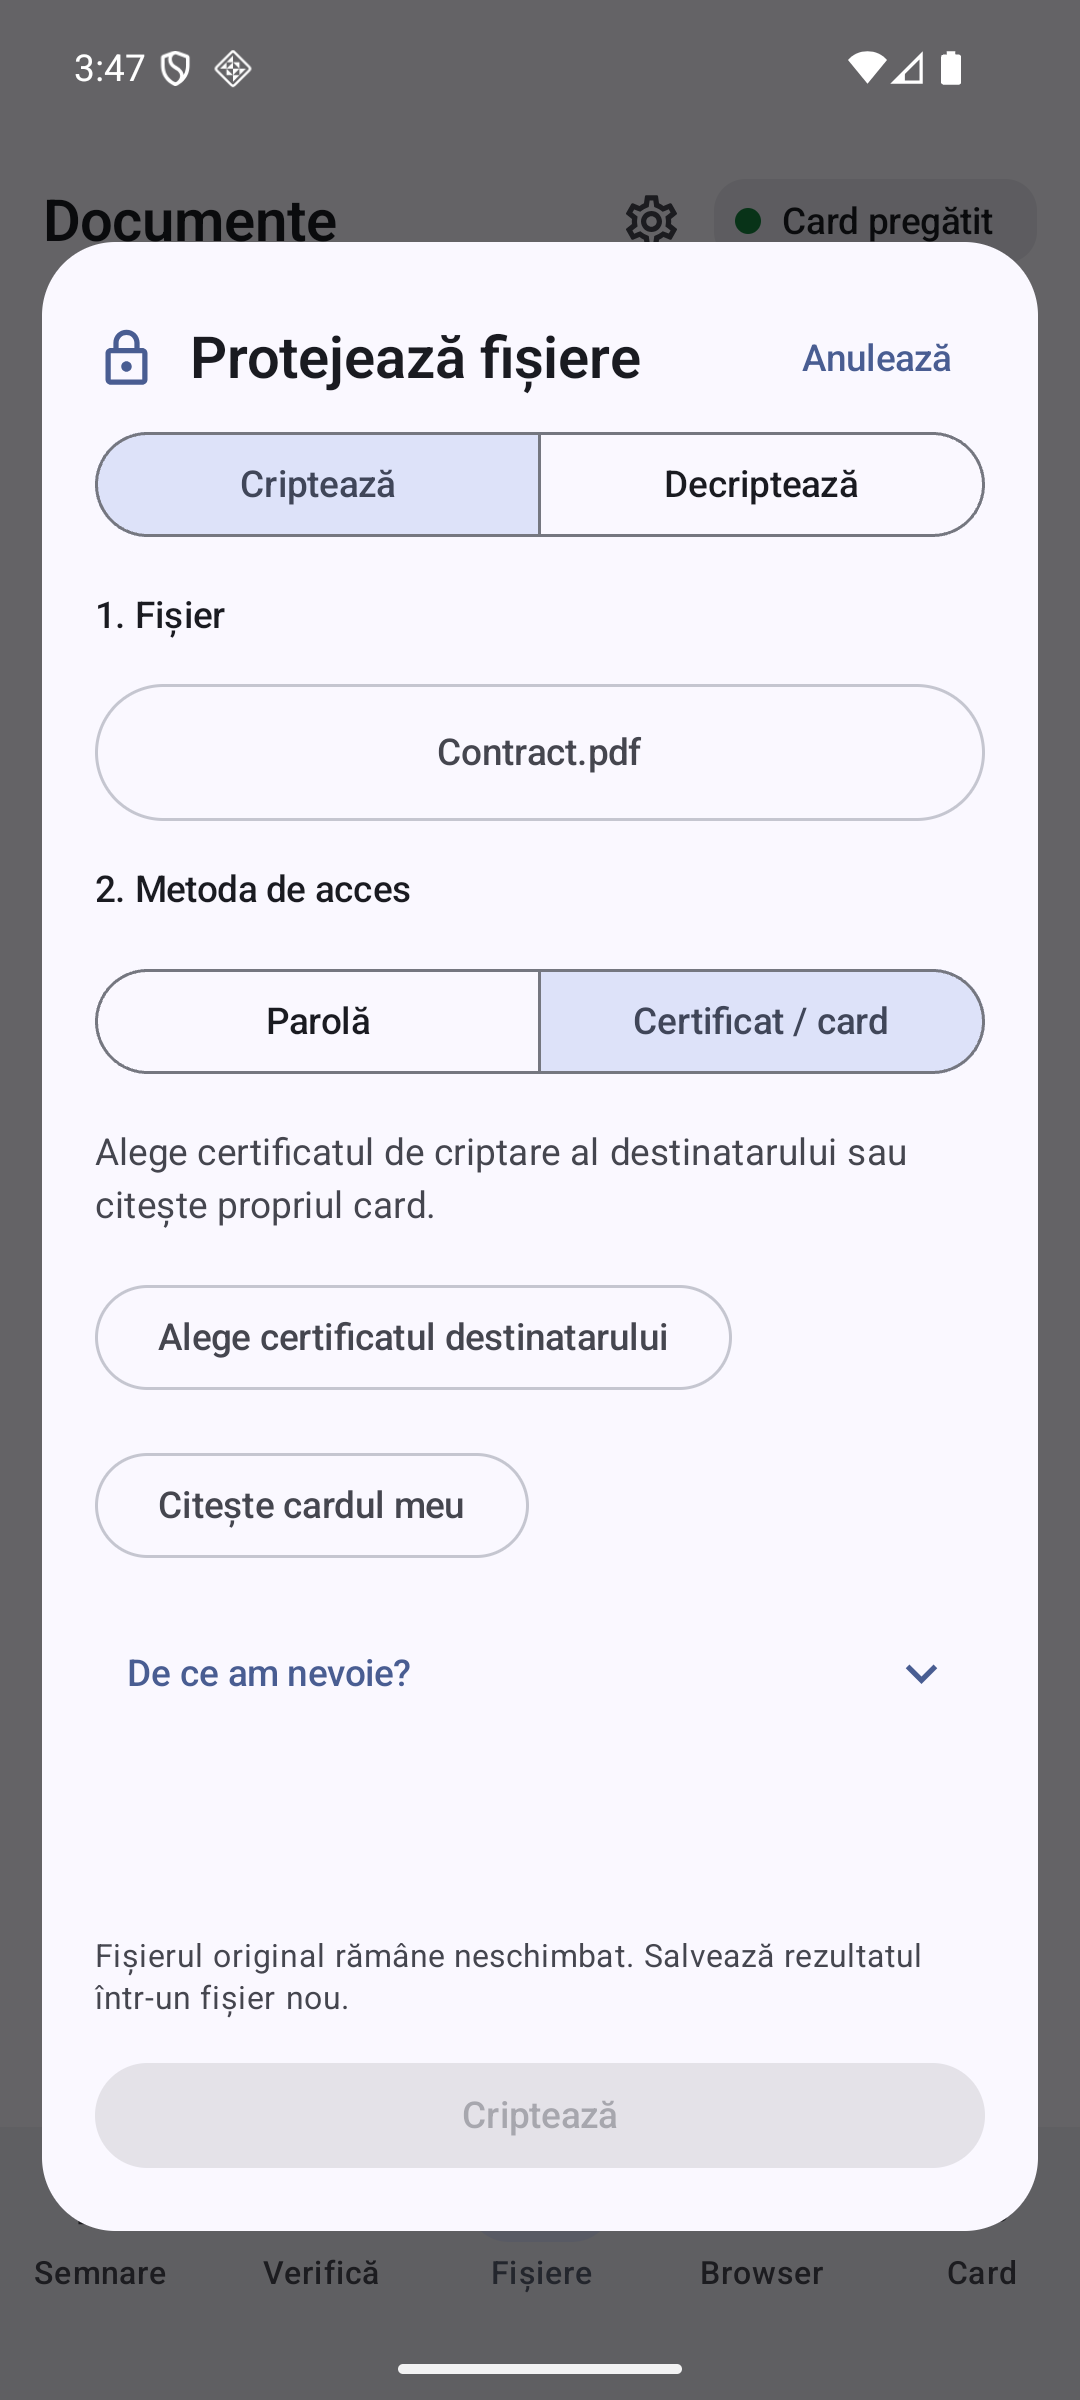 3:47
Documente
Card pregătit
Protejează fișiere
Anulează
Criptează
Decriptează
1. Fișier
Contract.pdf
2. Metoda de acces
Parolă
Certificat / card
Alege certificatul de criptare al destinatarului sau
citește propriul card.
Alege certificatul destinatarului
Citește cardul meu
De ce am nevoie?
Fișierul original rămâne neschimbat. Salvează rezultatul
într-un fișier nou.
Criptează
Semnare
Verifică
Fișiere
Browser
Card